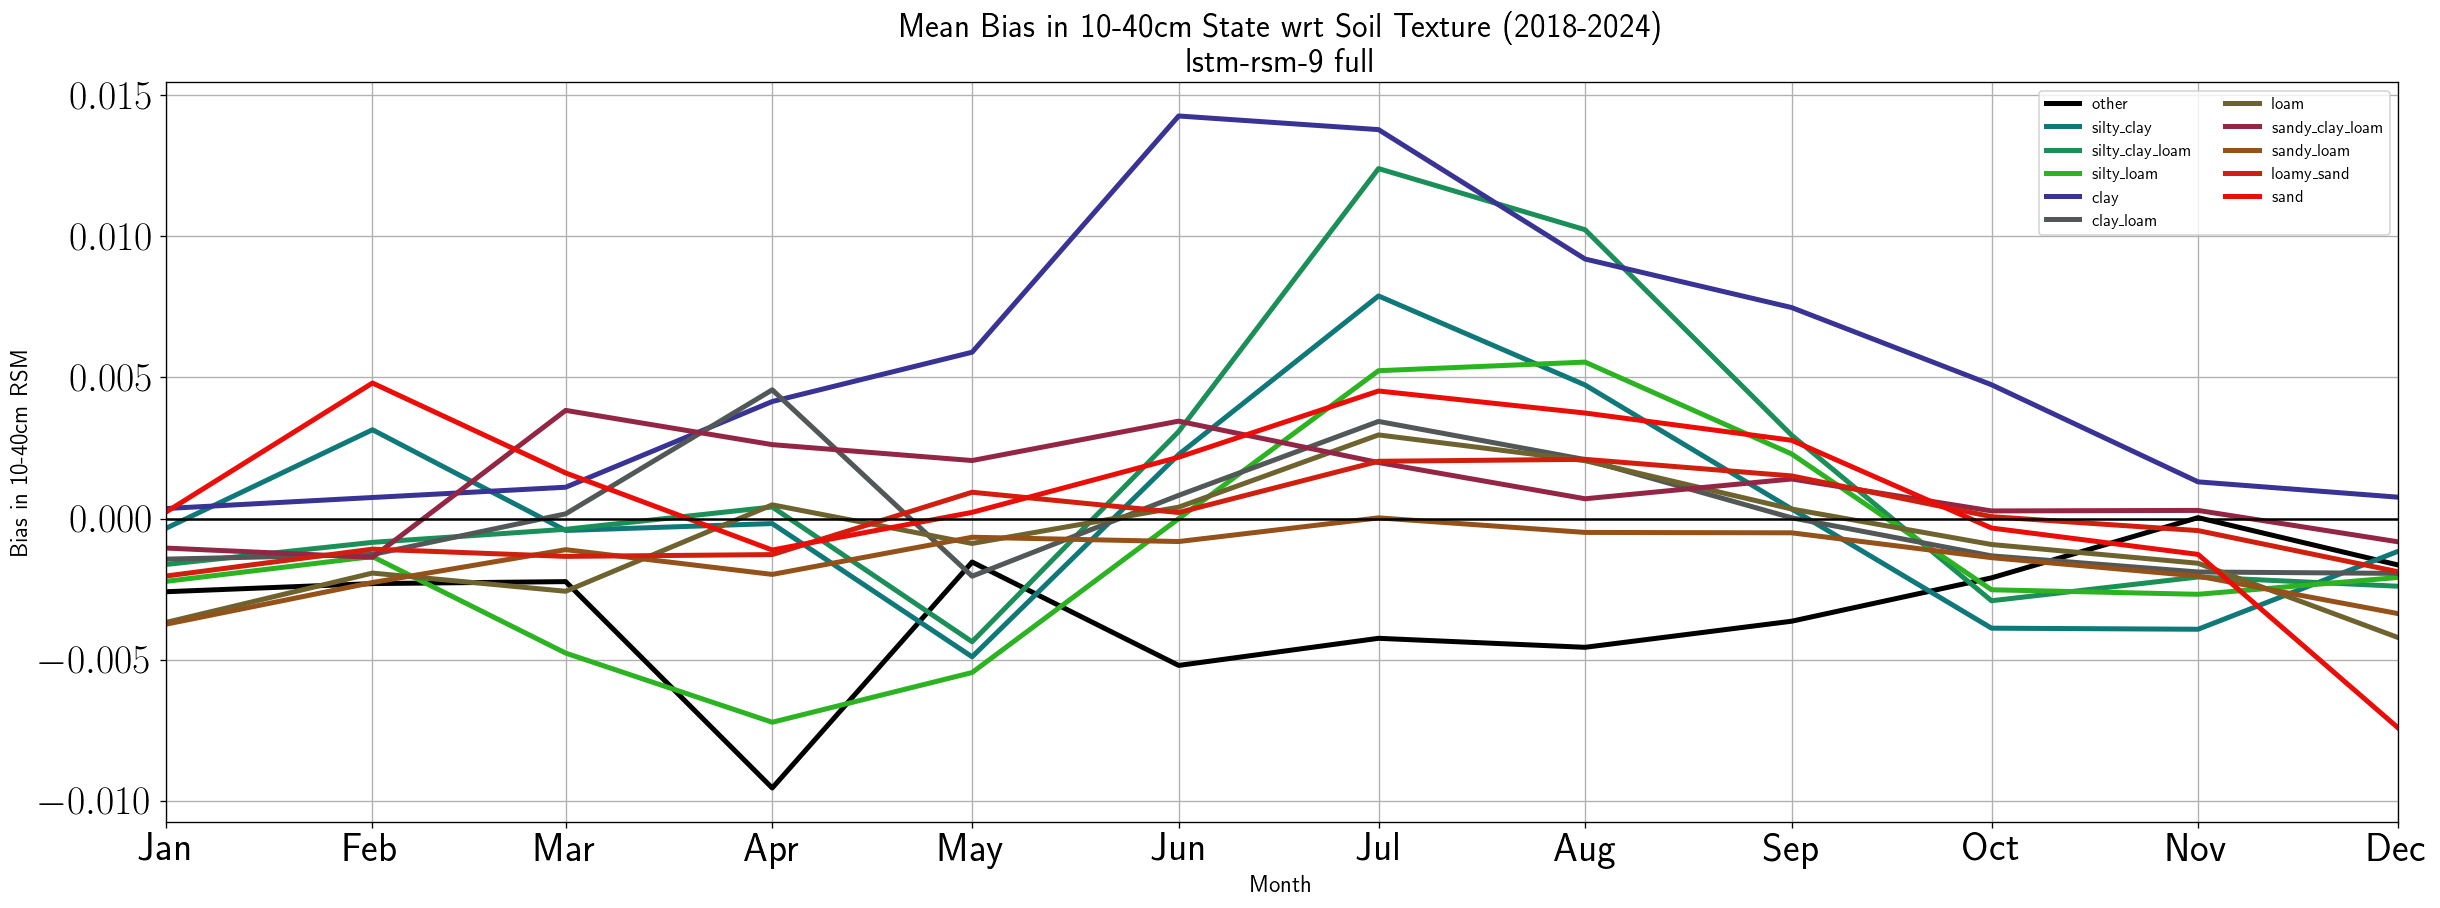 Mean Bias in 10-40cm State wrt Soil Texture (2018-2024)
lstm-rsm-9 full
Bias in 10-40cm RSM
0.015
0.010
0.005
0.000
−0.005
−0.010
other
silty_clay
silty_clay_loam
silty_loam
clay
clay_loam
loam
sandy_clay_loam
sandy_loam
loamy_sand
sand
Jan Feb Mar Apr May Jun Jul Aug Sep Oct Nov Dec
Month